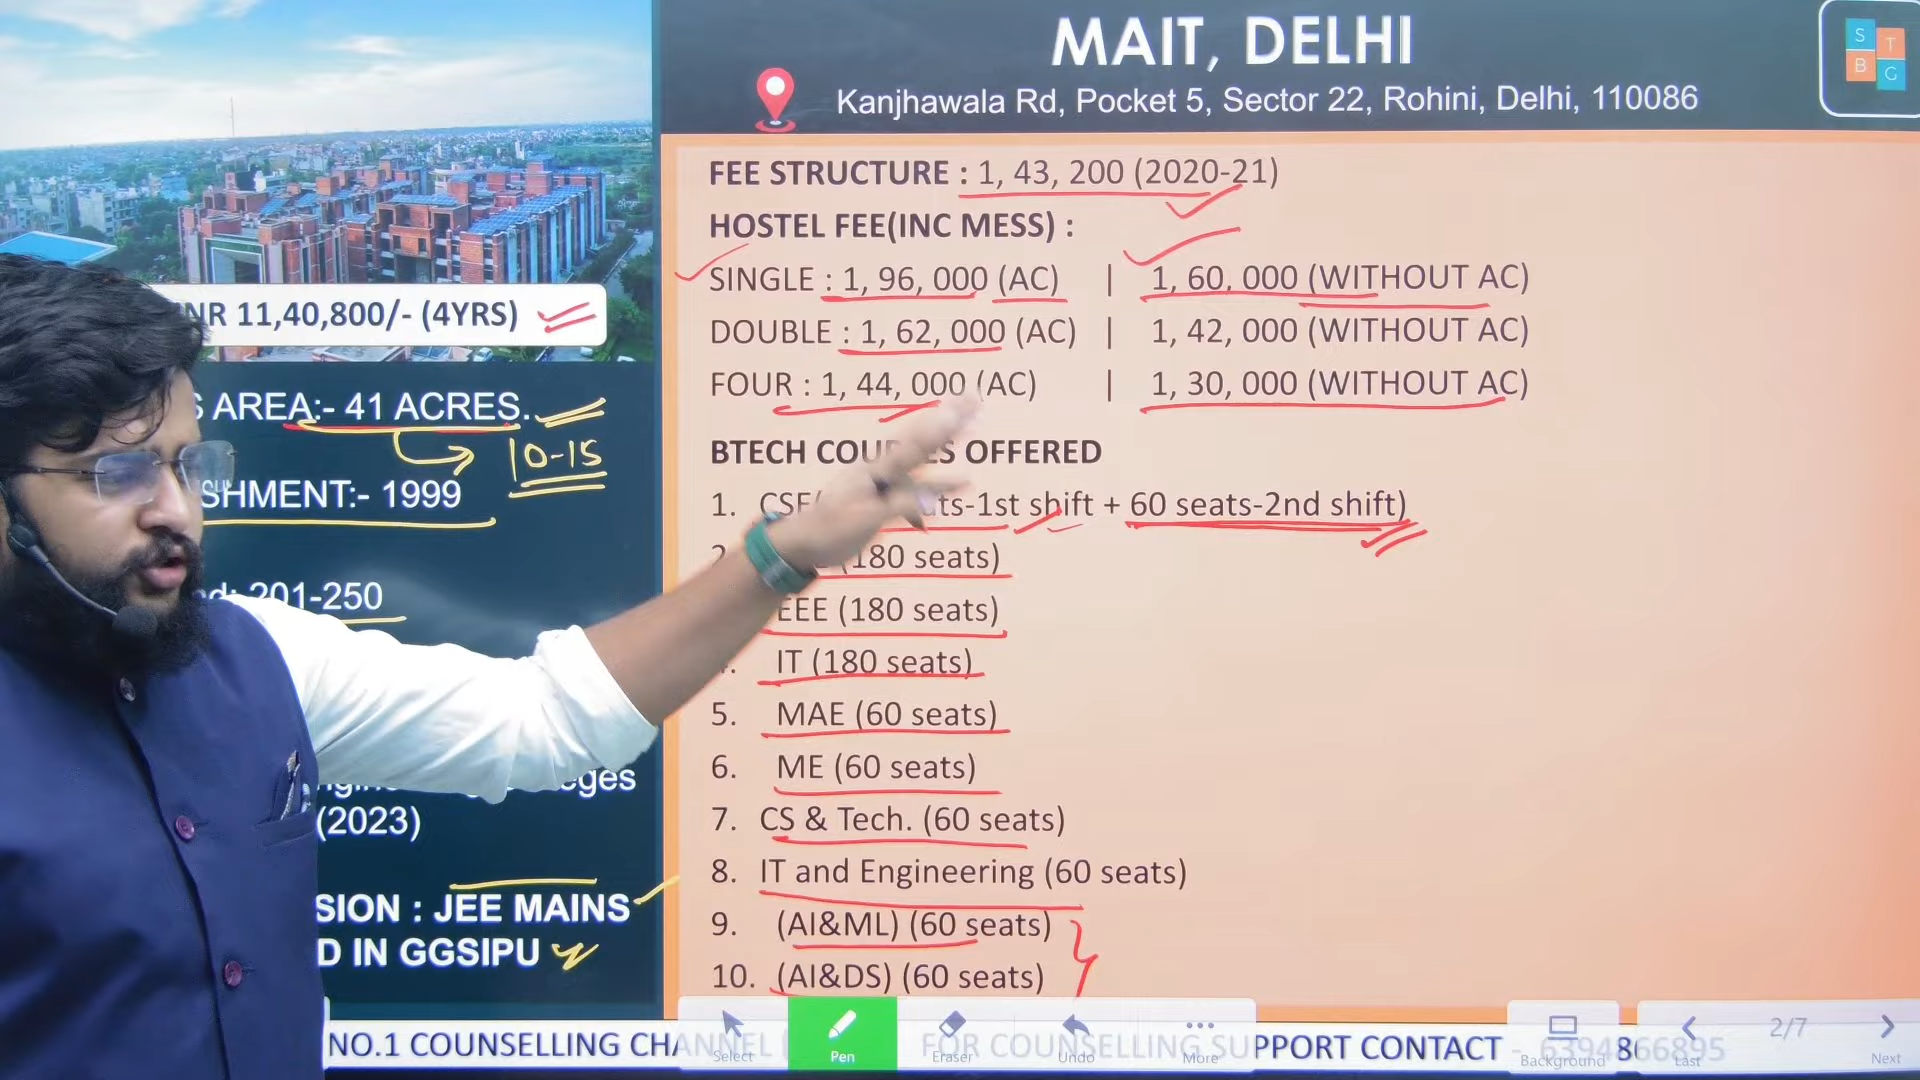 MAIT, DELHI
Kanjhawala Rd, Pocket 5, Sector 22, Rohini, Delhi, 110086
S T
B G
INR 11,40,800/- (4YRS)
AREA:- 41 ACRES.
10-15
SHMENT:- 1999
201-250
(2023)
SION : JEE MAINS
D IN GGSIPU
FEE STRUCTURE : 1, 43, 200 (2020-21)
HOSTEL FEE(INC MESS) :
SINGLE : 1, 96, 000 (AC) | 1, 60, 000 (WITHOUT AC)
DOUBLE : 1, 62, 000 (AC) | 1, 42, 000 (WITHOUT AC)
FOUR : 1, 44, 000 (AC) | 1, 30, 000 (WITHOUT AC)
BTECH OFFERED
1. CSE -1st shift + 60 seats-2nd shift)
(180 seats)
EEE (180 seats)
IT (180 seats)
5. MAE (60 seats)
6. ME (60 seats)
7. CS & Tech. (60 seats)
8. IT and Engineering (60 seats)
9. (AI&ML) (60 seats)
10. (AI&DS) (60 seats)
NO.1 COUNSELLING CHANNEL FOR COUNSELLING SUPPORT CONTACT -
Select Pen Eraser Undo More Background Last 2/7 Next